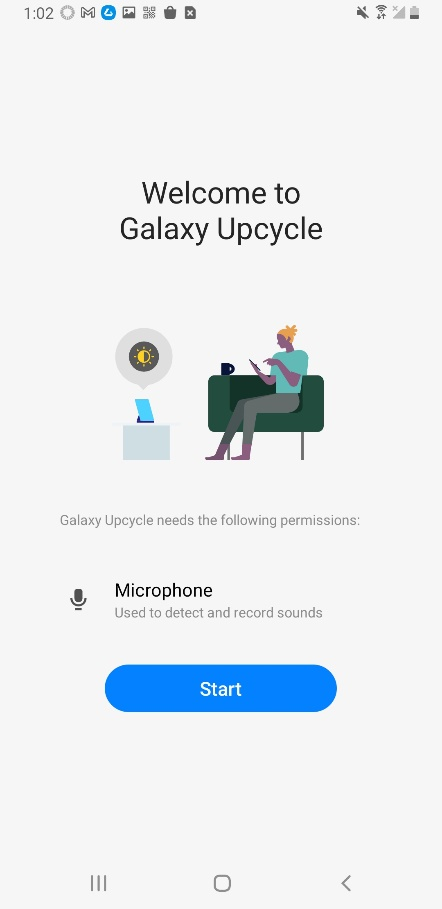 1:02
Welcome to
Galaxy Upcycle
Galaxy Upcycle needs the following permissions:
Microphone
Used to detect and record sounds
Start